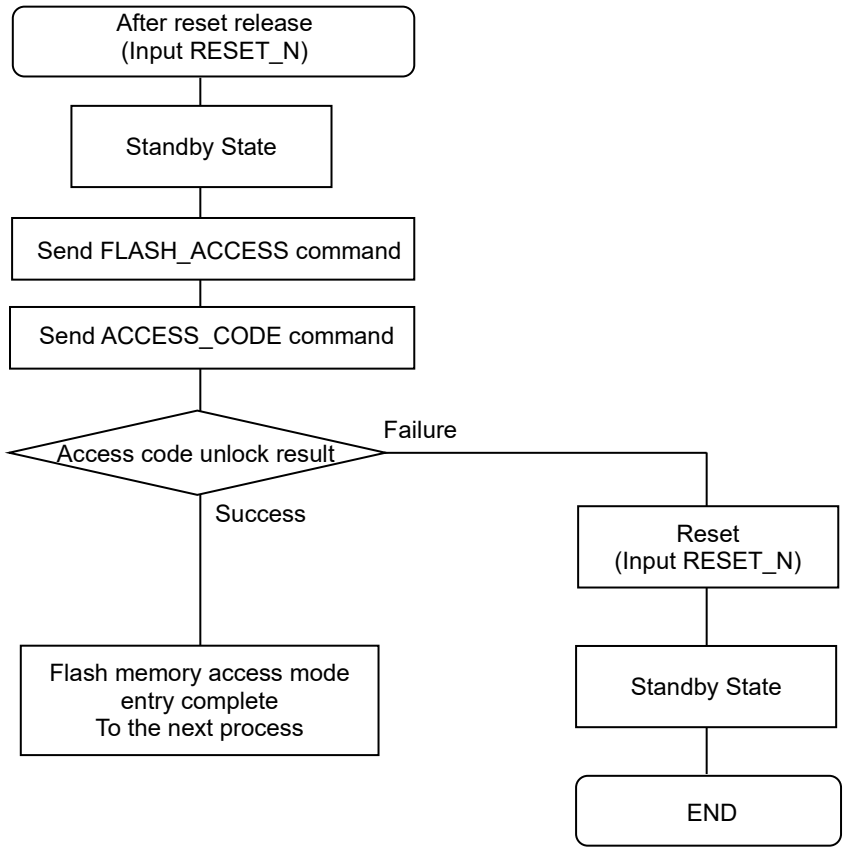 After reset release
(Input RESET_N)
Standby State
Send FLASH_ACCESS command
Send ACCESS_CODE command
Access code unlock result
Failure
Success
Reset
(Input RESET_N)
Flash memory access mode
entry complete
To the next process
Standby State
END